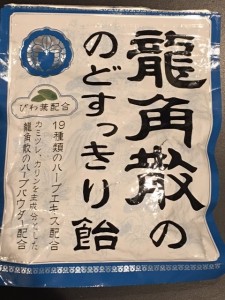 龍角散の
のどすっきり飴
びわ葉配合
19種類のハーブエキス配合
カミツレ、カリンを主成分とした
龍角散のハーブパウダー配合